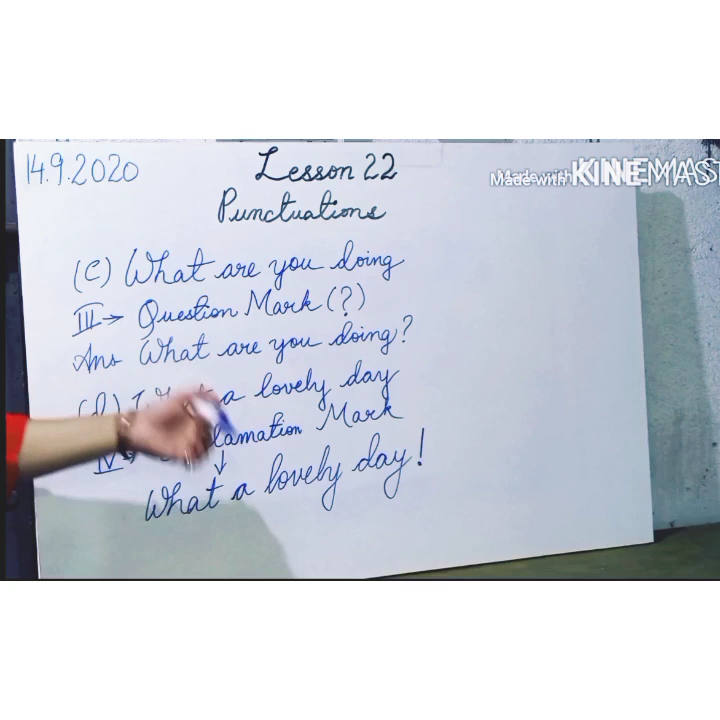 14.9.2020
Lesson 22
Made with KINEMAST
Punctuations
(c) What are you doing
III → Question Mark (?)
Ans What are you doing?
(d) a lovely day
IV → Mark
↓
What a lovely day!